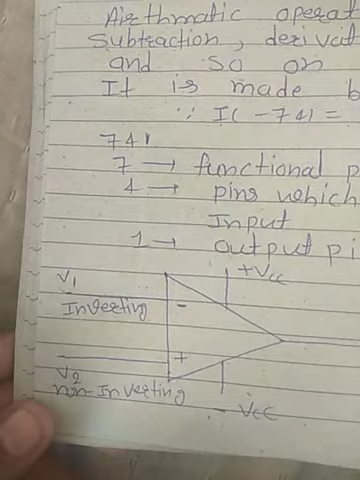 Airthmatic operat
Subtraction, derivat
and so on
It is made b
∵ IC - 741 =
741
7 → functional p
4 → pins which
Input
1 → output pi
+Vcc
V1
Inverting
-
+
V2
non-Inverting
- Vcc